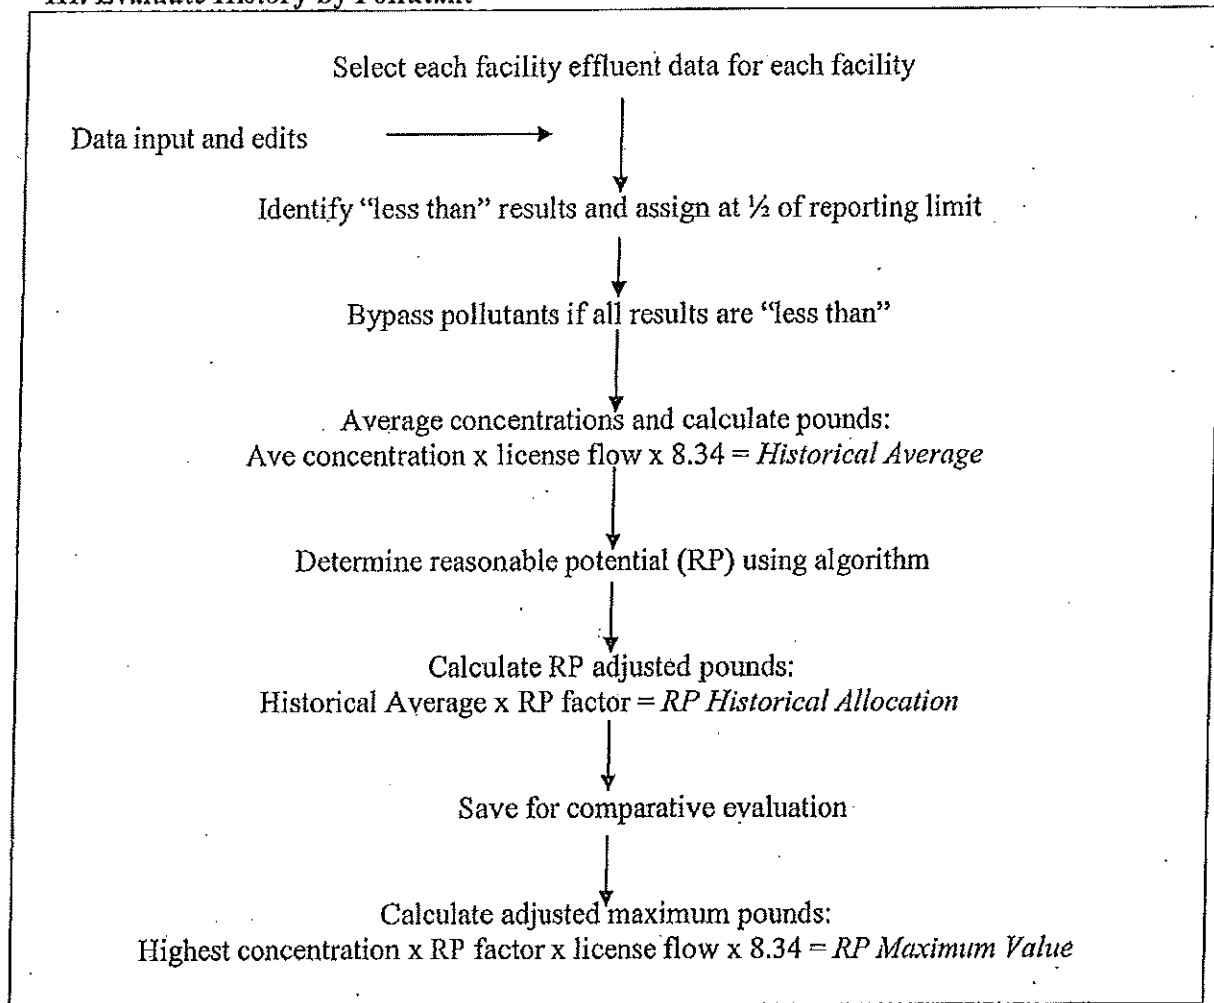 Evaluate History by Pollutant
Select each facility effluent data for each facility
Data input and edits
Identify “less than” results and assign at ½ of reporting limit
Bypass pollutants if all results are “less than”
Average concentrations and calculate pounds:
Ave concentration x license flow x 8.34 = Historical Average
Determine reasonable potential (RP) using algorithm
Calculate RP adjusted pounds:
Historical Average x RP factor = RP Historical Allocation
Save for comparative evaluation
Calculate adjusted maximum pounds:
Highest concentration x RP factor x license flow x 8.34 = RP Maximum Value